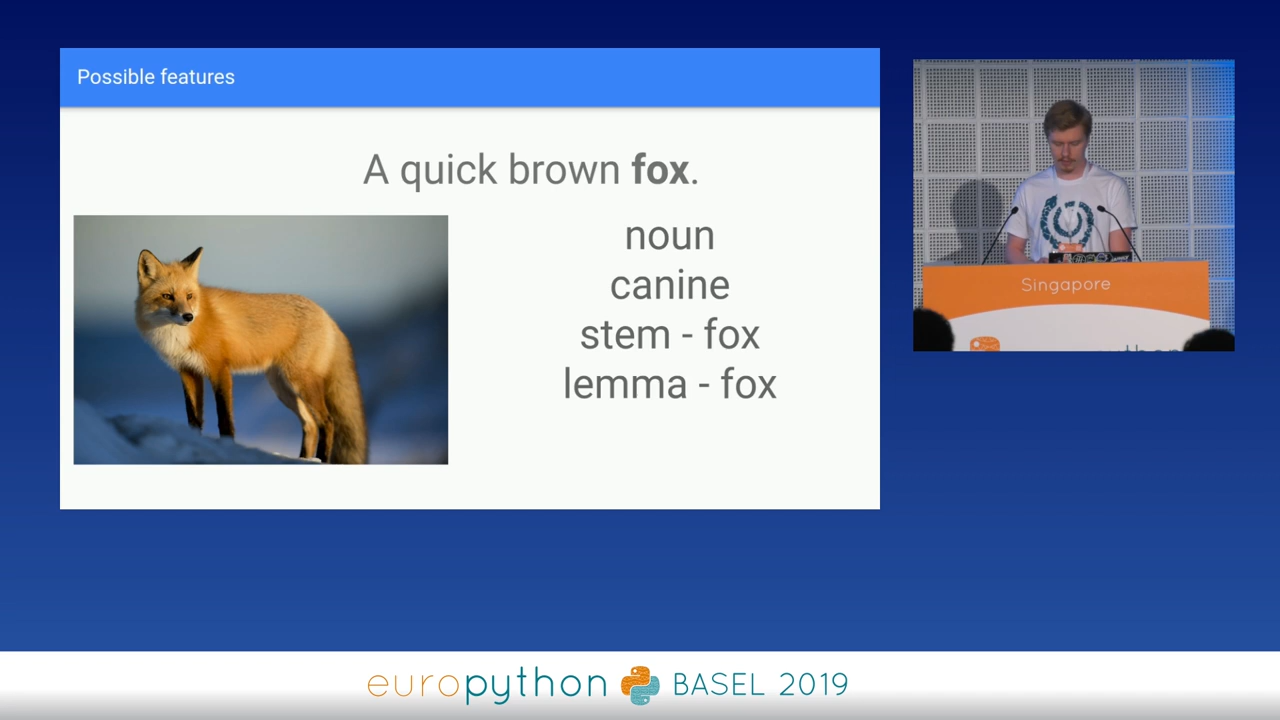 Possible features
A quick brown fox.
noun
canine
stem - fox
lemma - fox
Singapore
europython BASEL 2019